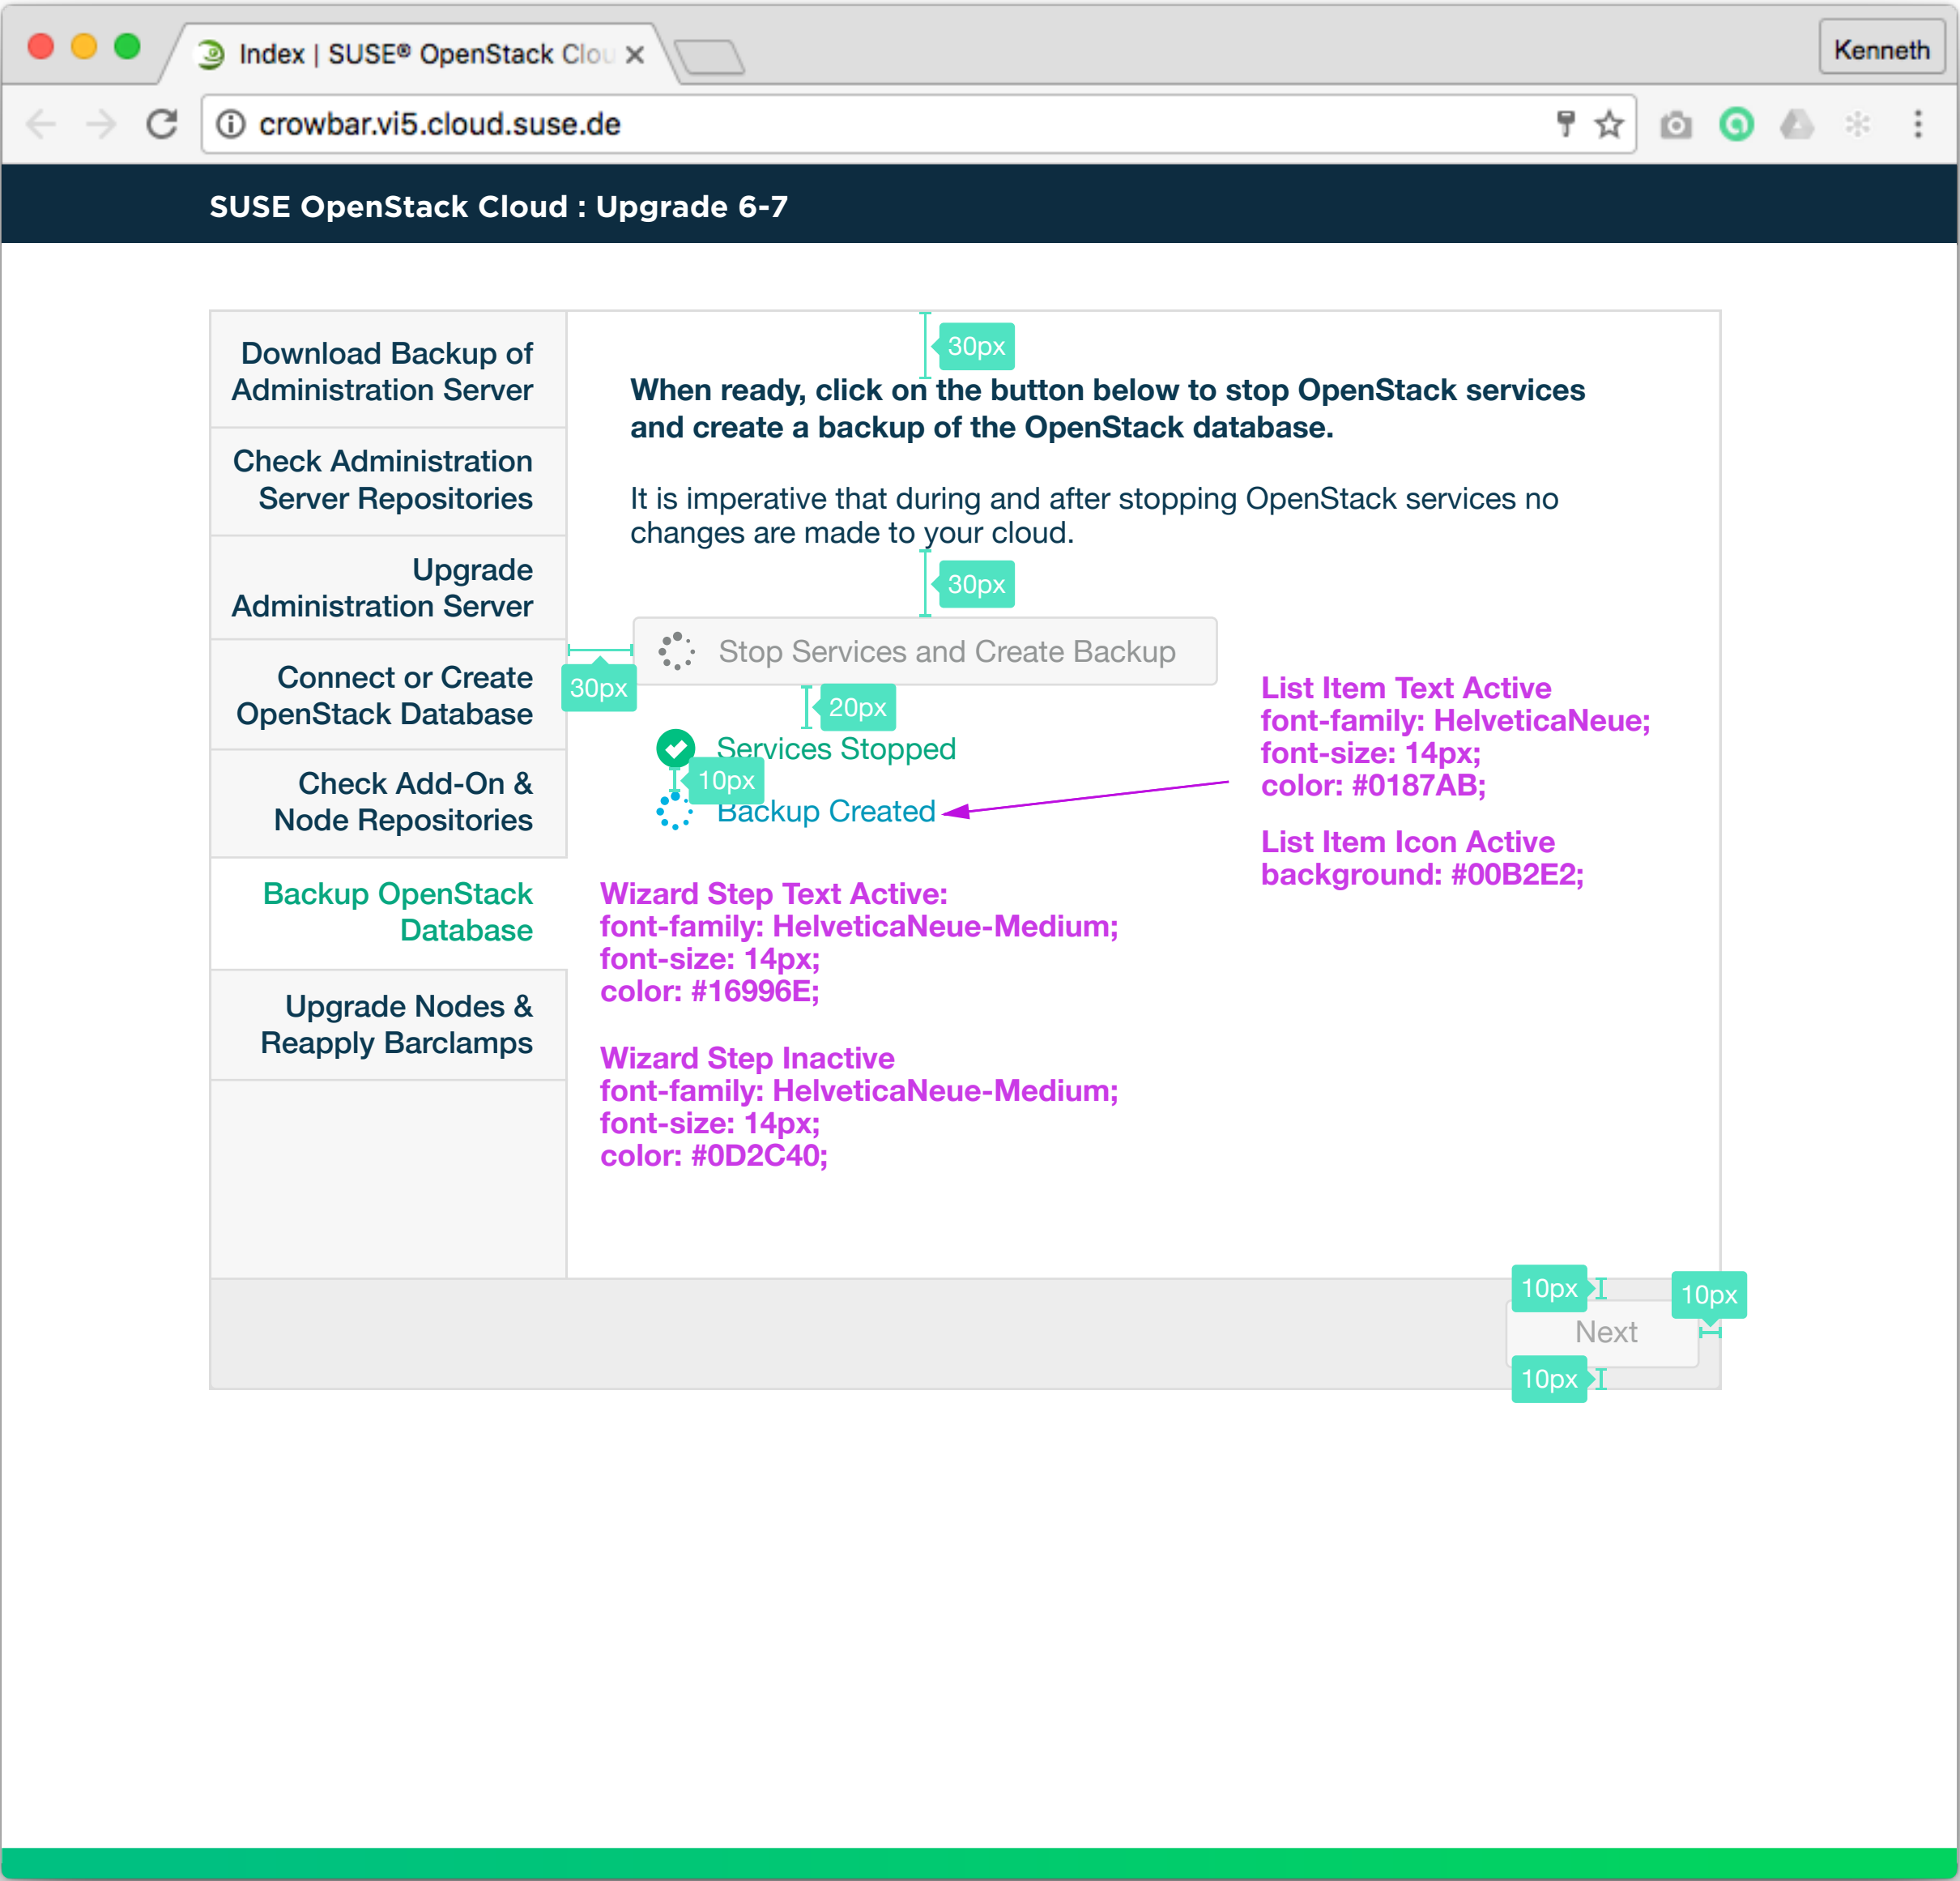 Index | SUSE® OpenStack Clou
Kenneth
crowbar.vi5.cloud.suse.de
SUSE OpenStack Cloud : Upgrade 6-7
Download Backup of
Administration Server
Check Administration
Server Repositories
Upgrade
Administration Server
Connect or Create
OpenStack Database
Check Add-On &
Node Repositories
Backup OpenStack
Database
Upgrade Nodes &
Reapply Barclamps
30px
When ready, click on the button below to stop OpenStack services
and create a backup of the OpenStack database.
It is imperative that during and after stopping OpenStack services no
changes are made to your cloud.
30px
Stop Services and Create Backup
30px
20px
Services Stopped
10px
Backup Created
List Item Text Active
font-family: HelveticaNeue;
font-size: 14px;
color: #0187AB;
List Item Icon Active
background: #00B2E2;
Wizard Step Text Active:
font-family: HelveticaNeue-Medium;
font-size: 14px;
color: #16996E;
Wizard Step Inactive
font-family: HelveticaNeue-Medium;
font-size: 14px;
color: #0D2C40;
10px
10px
Next
10px